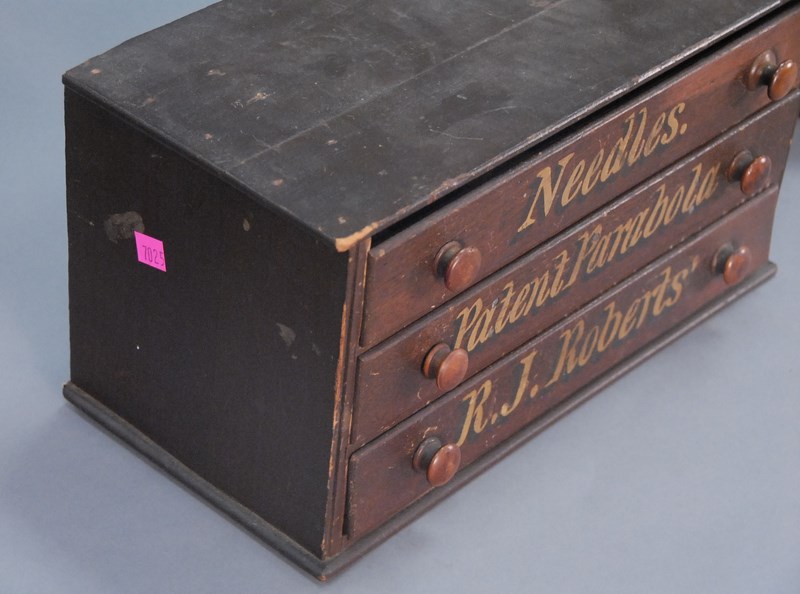 Needles.
Patent Parabola
R.J. Roberts'
7025